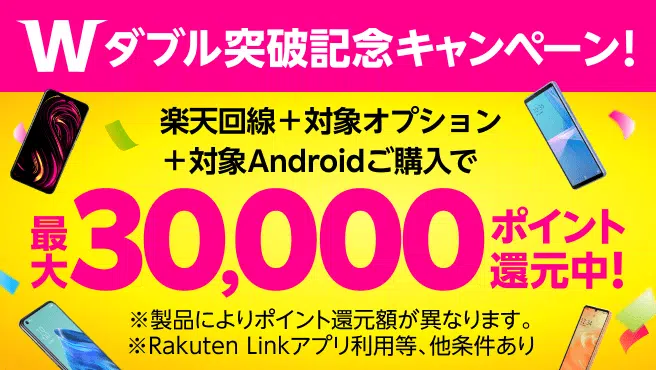 Wダブル突破記念キャンペーン!
楽天回線+対象オプション
+対象Androidご購入で
最大30,000ポイント還元中!
※製品によりポイント還元額が異なります。
※Rakuten Linkアプリ利用等、他条件あり